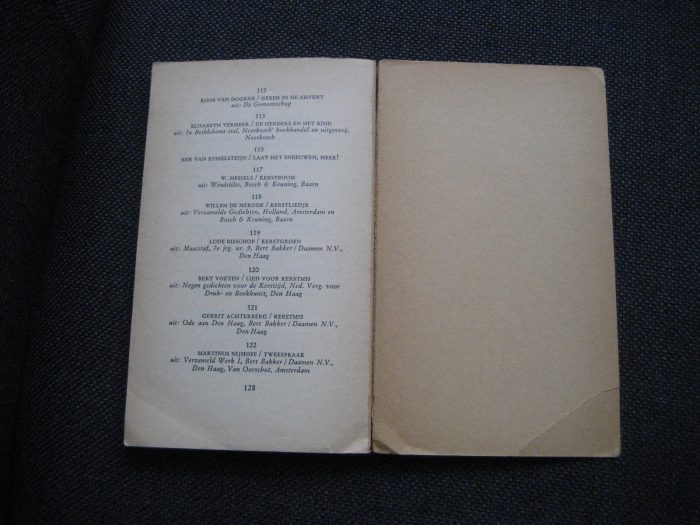 112
KOOS VAN DOORNE / GEBED IN DE ADVENT
uit: De Gemeenschap
113
ELISABETH VERMEER / DE HERDERS EN HET KIND
uit: In Bethlehems stal, Neerbosch' boekhandel en uitgeverij,
Neerbosch
115
BEN VAN EYSSELSTEIJN / LAAT HET SNEEUWEN, HEER!
117
W. HESSELS / KERSTBOOM
uit: Windstilte, Bosch & Keuning, Baarn
118
WILLEM DE MERODE / KERSTLIEDJE
uit: Verzamelde Gedichten, Holland, Amsterdam en
Bosch & Keuning, Baarn
119
LODE BISSCHOP / KERSTGROEN
uit: Maatstaf, 7e jrg. nr. 9, Bert Bakker / Daamen N.V.,
Den Haag
120
BERT VOETEN / LIED VOOR KERSTMIS
uit: Negen gedichten voor de Kersttijd, Ned. Verg. voor
Druk- en Boekkunst, Den Haag
121
GERRIT ACHTERBERG / KERSTMIS
uit: Ode aan Den Haag, Bert Bakker / Daamen N.V.,
Den Haag
122
MARTINUS NIJHOFF / TWEESPRAAK
uit: Verzameld Werk I, Bert Bakker / Daamen N.V.,
Den Haag, Van Oorschot, Amsterdam
128